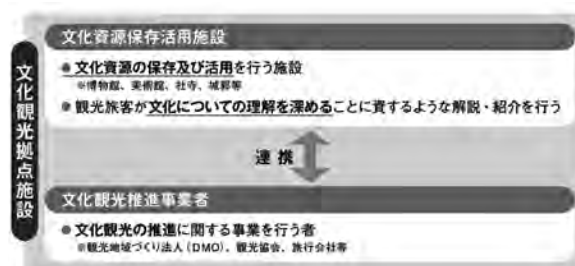 文化観光拠点施設
文化資源保存活用施設
●文化資源の保存及び活用を行う施設
※博物館、美術館、社寺、城郭等
●観光旅客が文化についての理解を深めることに資するような解説・紹介を行う
連携
文化観光推進事業者
●文化観光の推進に関する事業を行う者
※観光地域づくり法人(DMO)、観光協会、旅行会社等